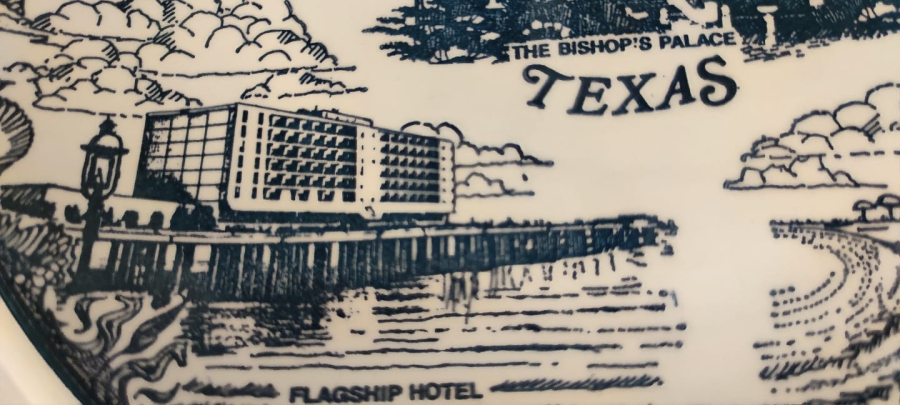 THE BISHOP'S PALACE
TEXAS
FLAGSHIP HOTEL